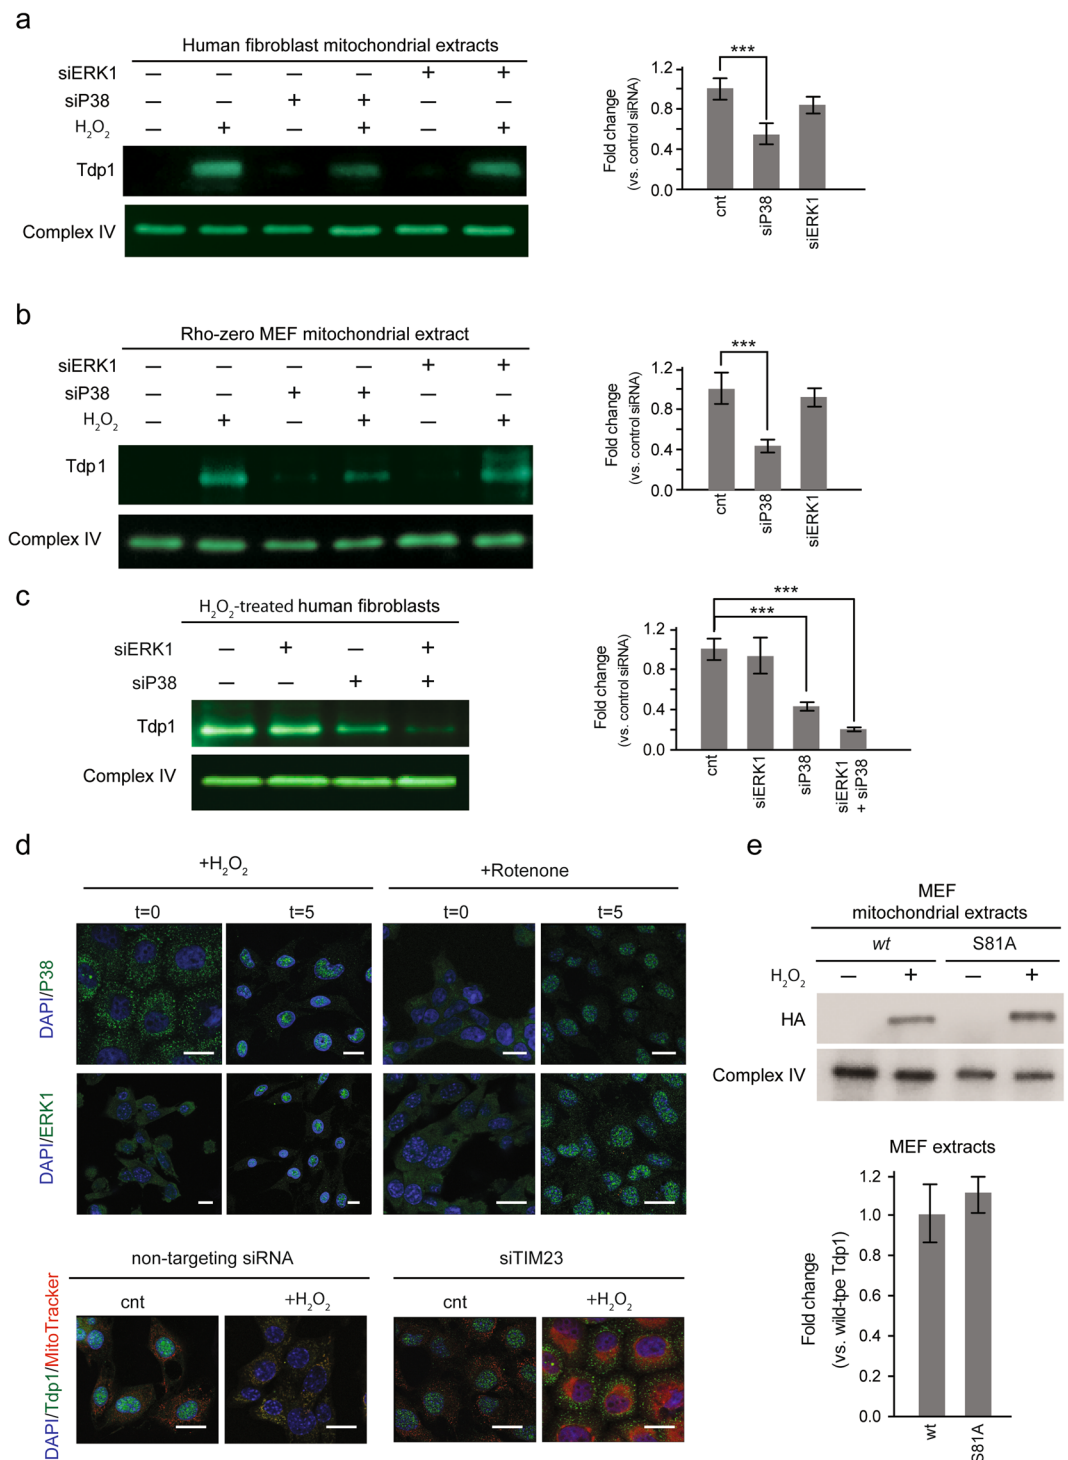 a
Human fibroblast mitochondrial extracts
siERK1 — — — — + +
siP38 — — + + — —
H₂O₂ — + — + — +
Tdp1
Complex IV
***
Fold change
(vs. control siRNA)
1.2
0.8
0.4
0.0
cnt
siP38
siERK1
b
Rho-zero MEF mitochondrial extract
siERK1 — — — — + +
siP38 — — + + — —
H₂O₂ — + — + — +
Tdp1
Complex IV
***
Fold change
(vs. control siRNA)
1.2
0.8
0.4
0.0
cnt
siP38
siERK1
c
H₂O₂-treated human fibroblasts
siERK1 — + — +
siP38 — — + +
Tdp1
Complex IV
***
***
Fold change
(vs. control siRNA)
1.2
0.8
0.4
0.0
cnt
siERK1
siP38
siERK1
+ siP38
d
+H₂O₂ +Rotenone
t=0 t=5 t=0 t=5
DAPI/P38
DAPI/ERK1
non-targeting siRNA siTIM23
cnt +H₂O₂ cnt +H₂O₂
DAPI/Tdp1/MitoTracker
e
MEF
mitochondrial extracts
wt S81A
H₂O₂ — + — +
HA
Complex IV
MEF extracts
Fold change
(vs. wild-tpe Tdp1)
1.2
1.0
0.8
0.6
0.4
0.2
0.0
wt
S81A